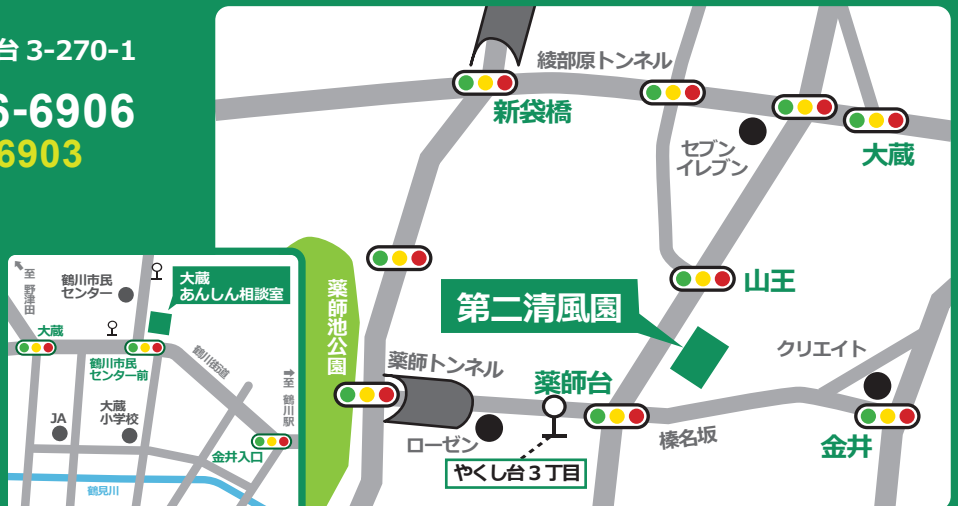 台 3-270-1
6-6906
6903
綾部原トンネル
新袋橋
セブン
イレブン
大蔵
山王
第二清風園
薬師池公園
薬師トンネル
薬師台
クリエイト
ローゼン
やくし台３丁目
榛名坂
金井
至 野津田
鶴川市民
センター
大蔵
あんしん相談室
大蔵
鶴川市民
センター前
鶴川街道
至 鶴川駅
JA
大蔵
小学校
金井入口
鶴見川